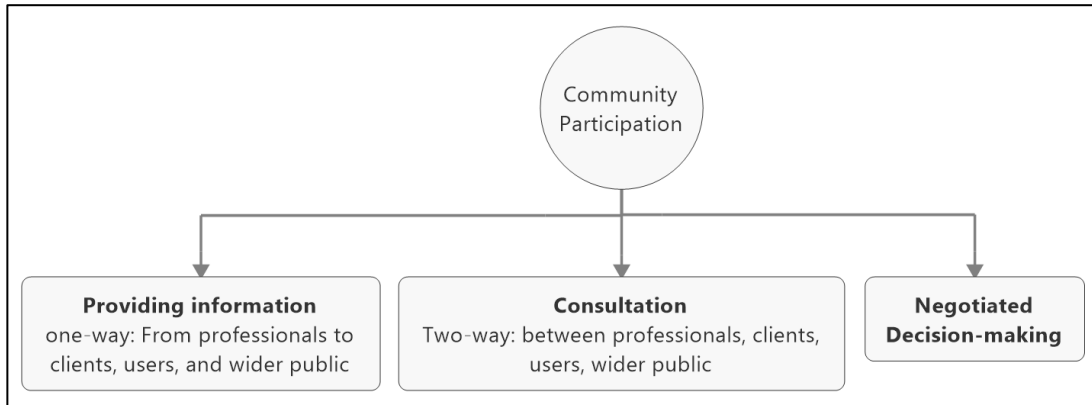 Community
Participation
Providing information
one-way: From professionals to
clients, users, and wider public
Consultation
Two-way: between professionals, clients,
users, wider public
Negotiated
Decision-making